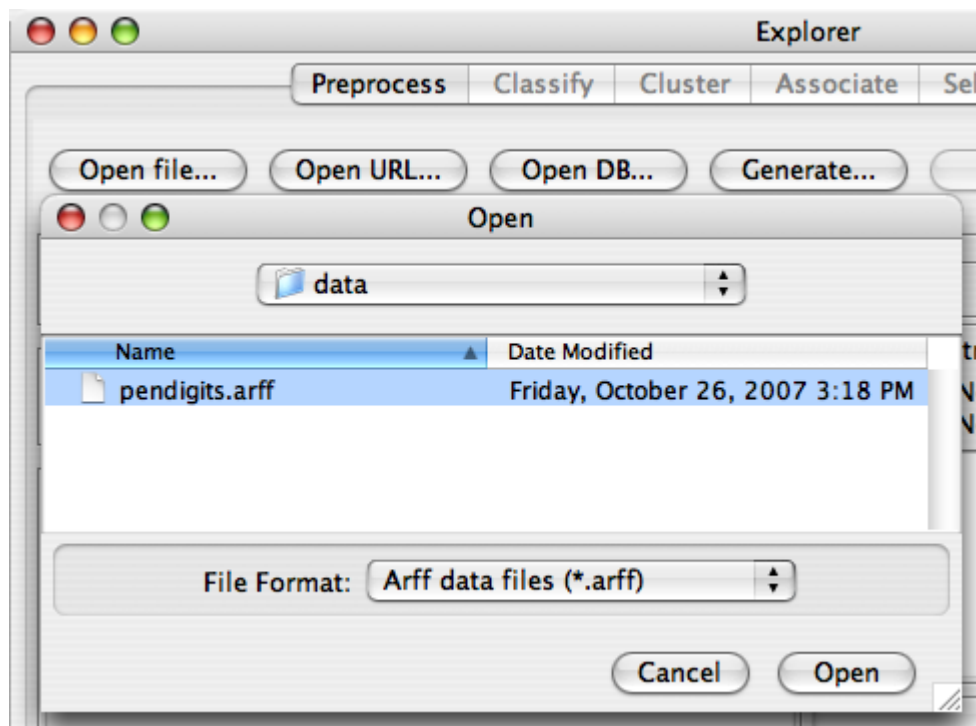 Explorer
Preprocess Classify Cluster Associate
Open file... Open URL... Open DB... Generate...
Open
data
Name Date Modified
pendigits.arff Friday, October 26, 2007 3:18 PM
File Format: Arff data files (*.arff)
Cancel Open